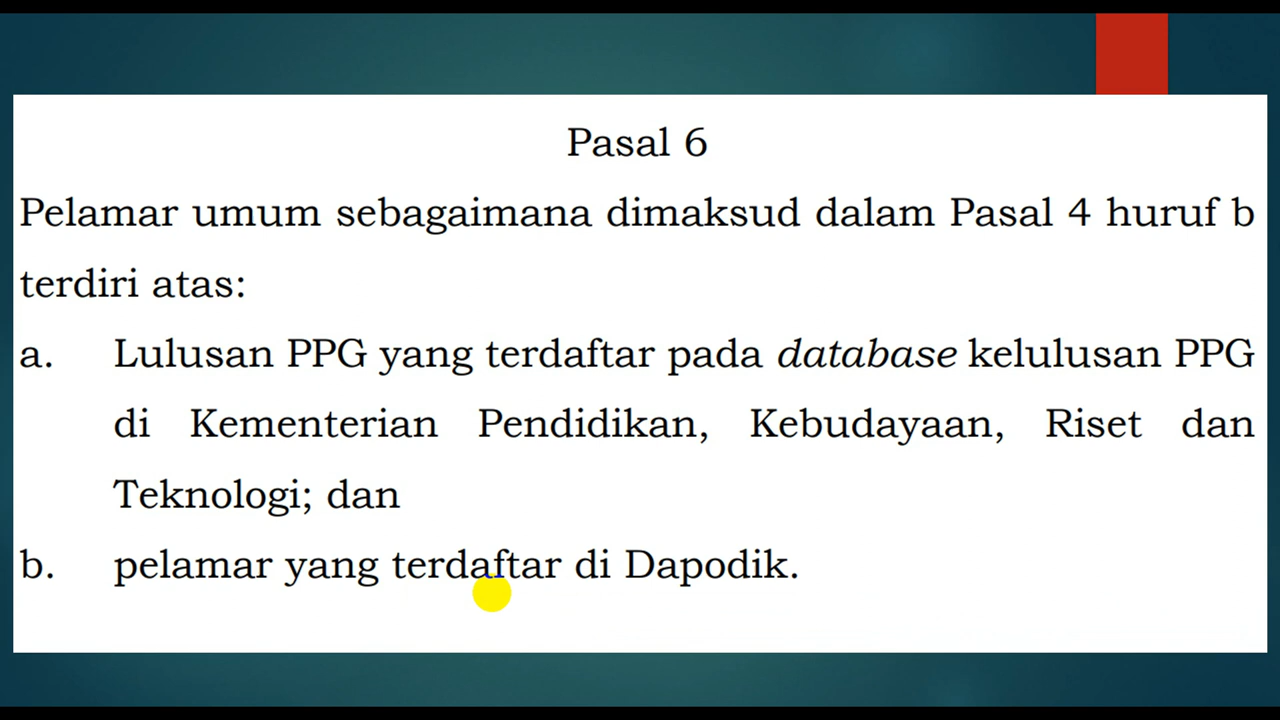 Pasal 6
Pelamar umum sebagaimana dimaksud dalam Pasal 4 huruf b
terdiri atas:
a. Lulusan PPG yang terdaftar pada database kelulusan PPG
di Kementerian Pendidikan, Kebudayaan, Riset dan
Teknologi; dan
b. pelamar yang terdaftar di Dapodik.